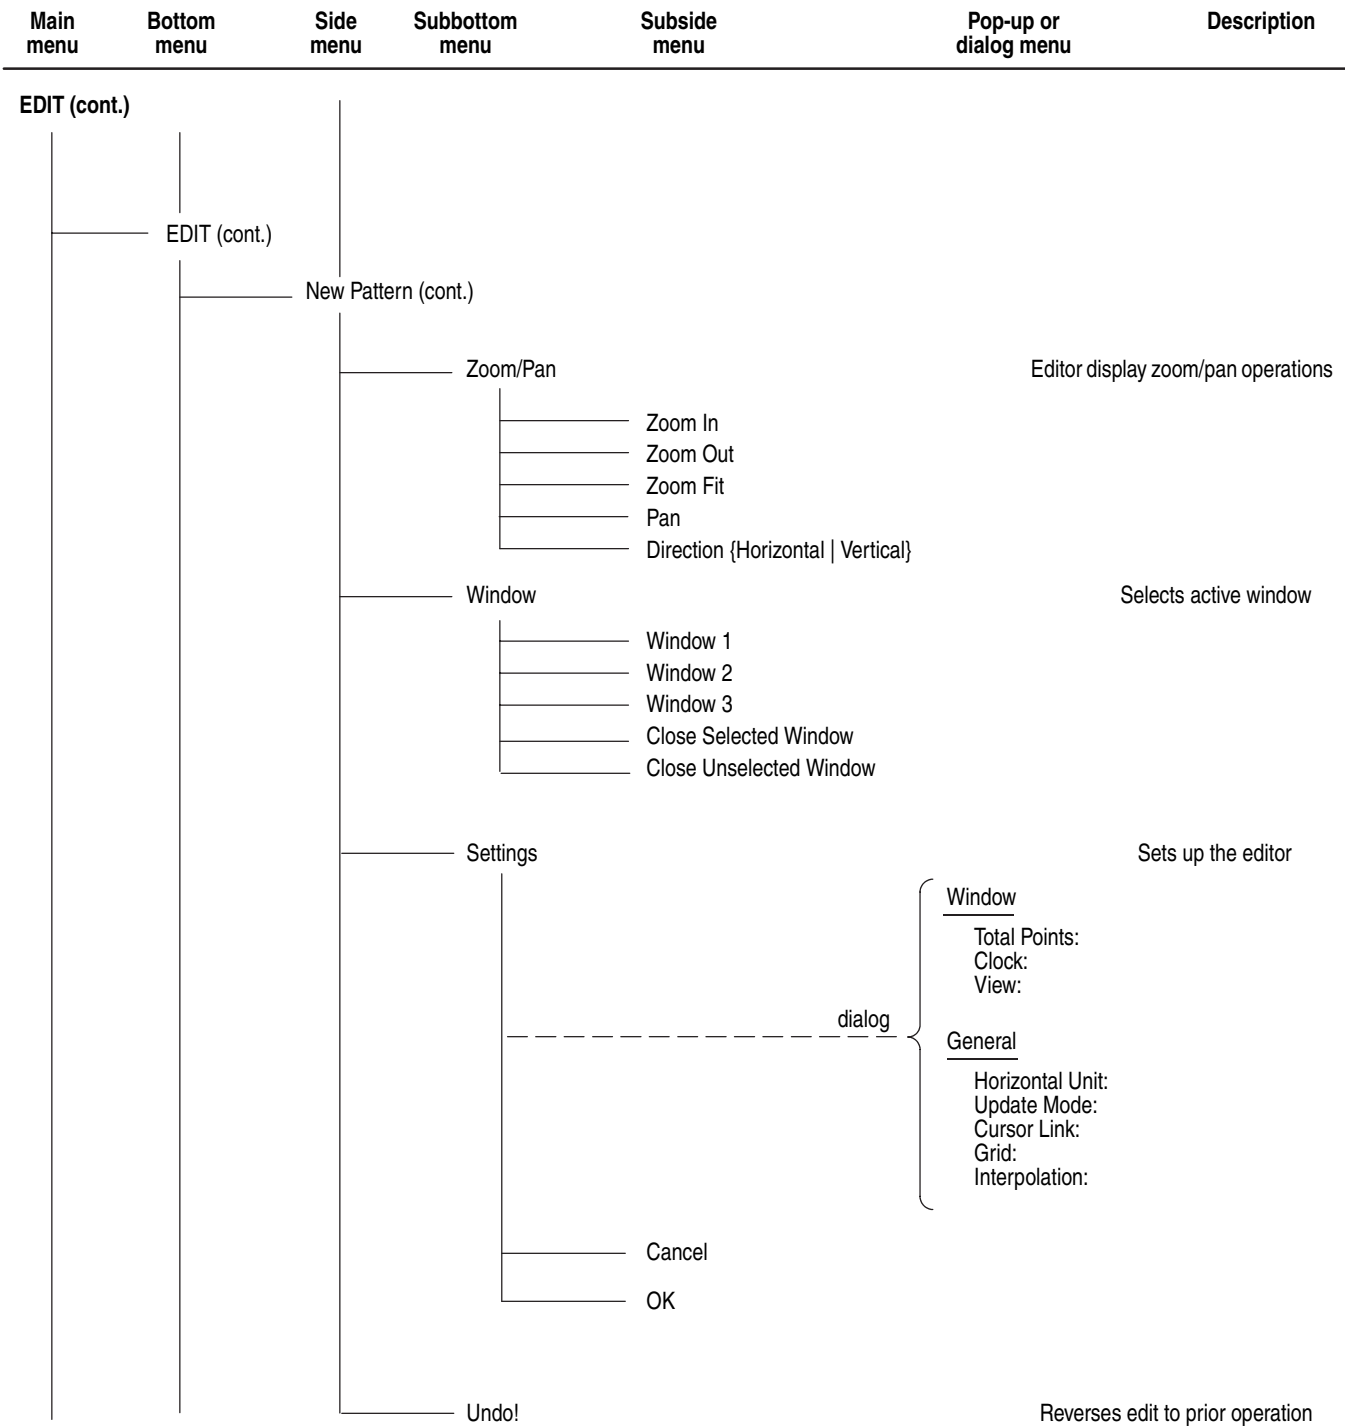 Main menu	Bottom menu	Side menu	Subbottom menu	Subside menu	Pop-up or dialog menu	Description
EDIT (cont.)
EDIT (cont.)
New Pattern (cont.)
Zoom/Pan	Editor display zoom/pan operations
Zoom In
Zoom Out
Zoom Fit
Pan
Direction {Horizontal | Vertical}
Window	Selects active window
Window 1
Window 2
Window 3
Close Selected Window
Close Unselected Window
Settings	Sets up the editor
Window
Total Points:
Clock:
View:
dialog
General
Horizontal Unit:
Update Mode:
Cursor Link:
Grid:
Interpolation:
Cancel
OK
Undo!	Reverses edit to prior operation